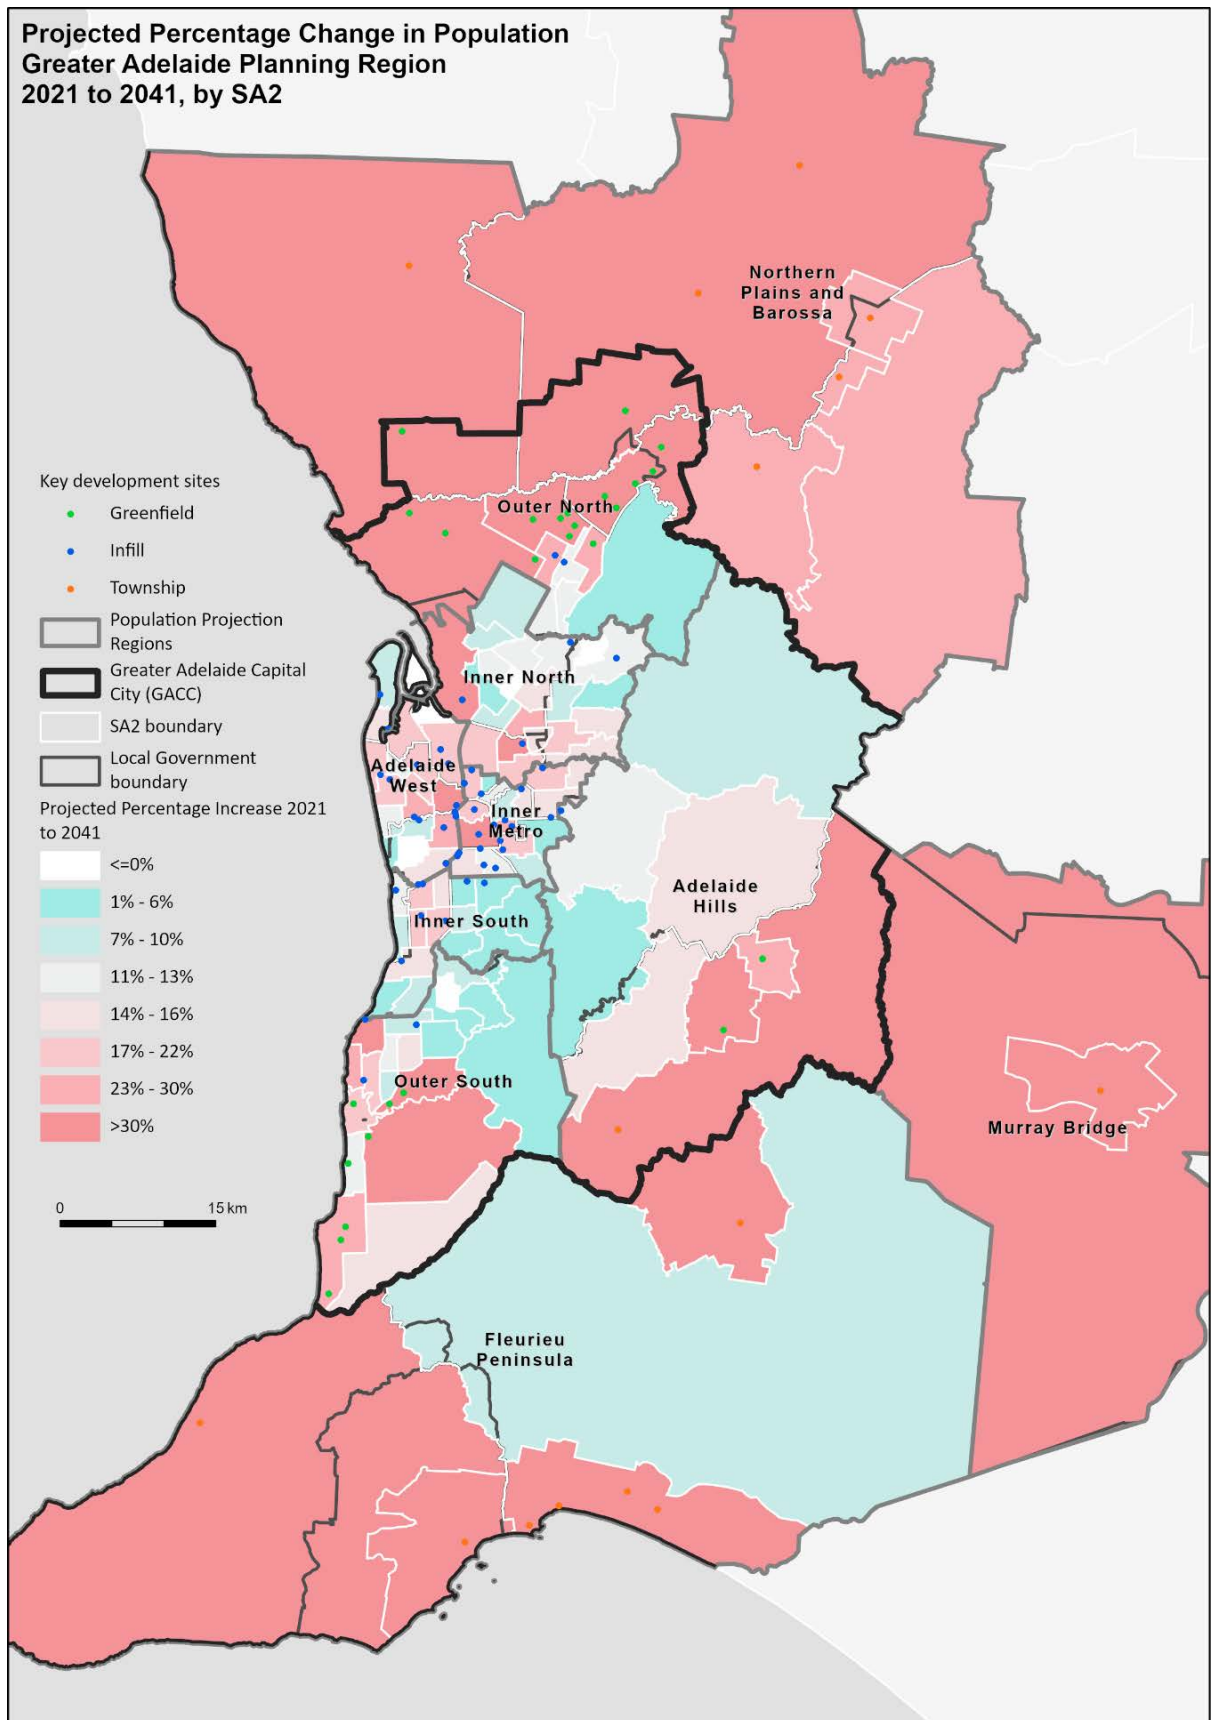 Projected Percentage Change in Population
Greater Adelaide Planning Region
2021 to 2041, by SA2
Northern
Plains and
Barossa
Key development sites
Greenfield
Infill
Township
Population Projection
Regions
Greater Adelaide Capital
City (GACC)
SA2 boundary
Local Government
boundary
Projected Percentage Increase 2021
to 2041
<=0%
1% - 6%
7% - 10%
11% - 13%
14% - 16%
17% - 22%
23% - 30%
>30%
0
15 km
Outer North
Inner North
Adelaide
West
Inner
Metro
Adelaide
Hills
Inner South
Outer South
Murray Bridge
Fleurieu
Peninsula